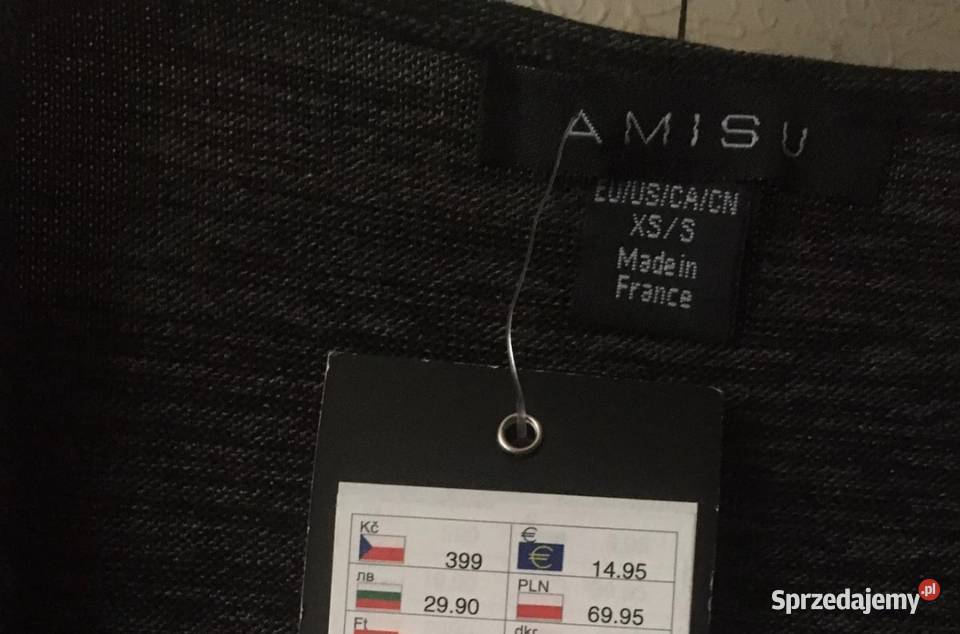 AMISU
EU/US/CA/CN
XS/S
Made in
France
Kč
399
€
€
14.95
лв
29.90
PLN
69.95
Ft
dkr
Sprzedajemy.pl